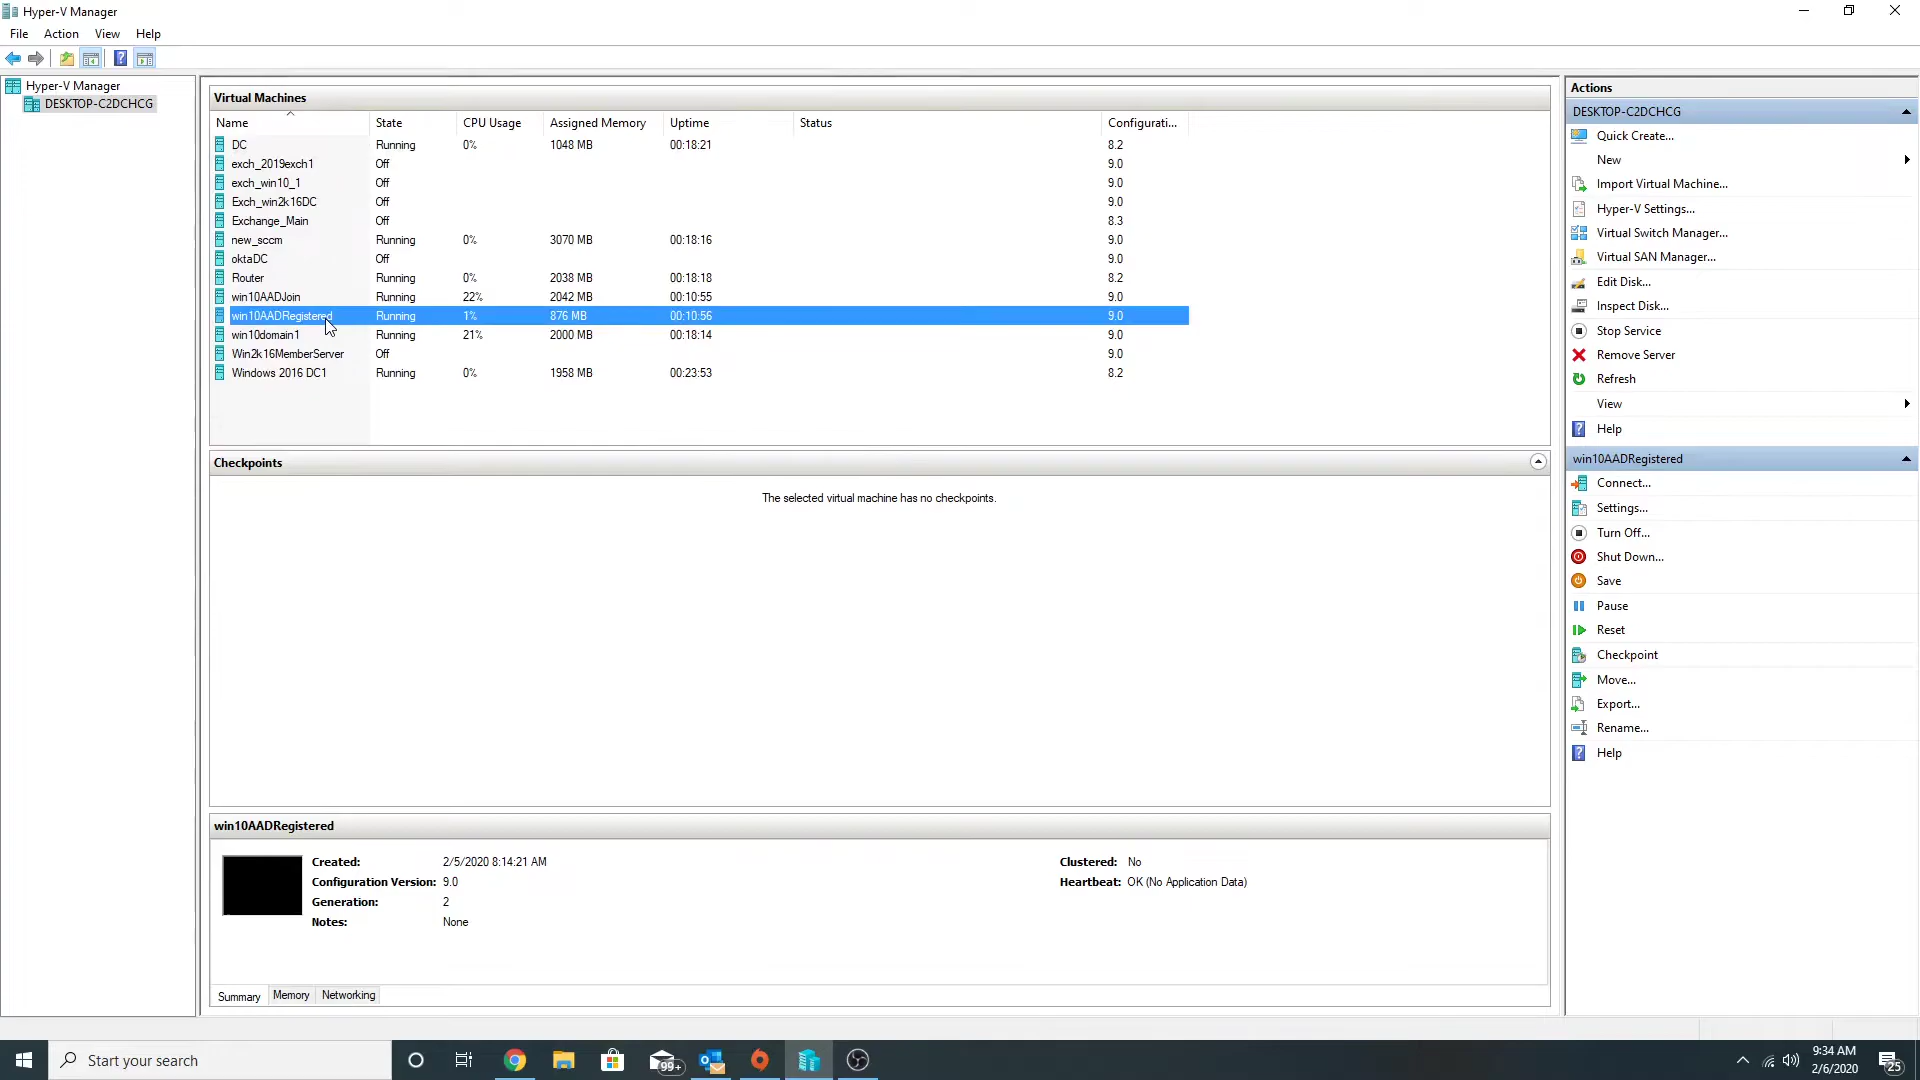 Hyper-V Manager
File Action View Help
Hyper-V Manager
DESKTOP-C2DCHCG
Virtual Machines
Name State CPU Usage Assigned Memory Uptime Status Configurati...
DC Running 0% 1048 MB 00:18:21 8.2
exch_2019exch1 Off 9.0
exch_win10_1 Off 9.0
Exch_win2k16DC Off 9.0
Exchange_Main Off 8.3
new_sccm Running 0% 3070 MB 00:18:16 9.0
oktaDC Off 9.0
Router Running 0% 2038 MB 00:18:18 8.2
win10AADJoin Running 22% 2042 MB 00:10:55 9.0
win10AADRegistered Running 1% 876 MB 00:10:56 9.0
win10domain1 Running 21% 2000 MB 00:18:14 9.0
Win2k16MemberServer Off 9.0
Windows 2016 DC1 Running 0% 1958 MB 00:23:53 8.2
Checkpoints
The selected virtual machine has no checkpoints.
win10AADRegistered
Created: 2/5/2020 8:14:21 AM Clustered: No
Configuration Version: 9.0 Heartbeat: OK (No Application Data)
Generation: 2
Notes: None
Summary Memory Networking
Actions
DESKTOP-C2DCHCG
Quick Create...
New
Import Virtual Machine...
Hyper-V Settings...
Virtual Switch Manager...
Virtual SAN Manager...
Edit Disk...
Inspect Disk...
Stop Service
Remove Server
Refresh
View
Help
win10AADRegistered
Connect...
Settings...
Turn Off...
Shut Down...
Save
Pause
Reset
Checkpoint
Move...
Export...
Rename...
Help
Start your search
99+
9:34 AM
2/6/2020
25